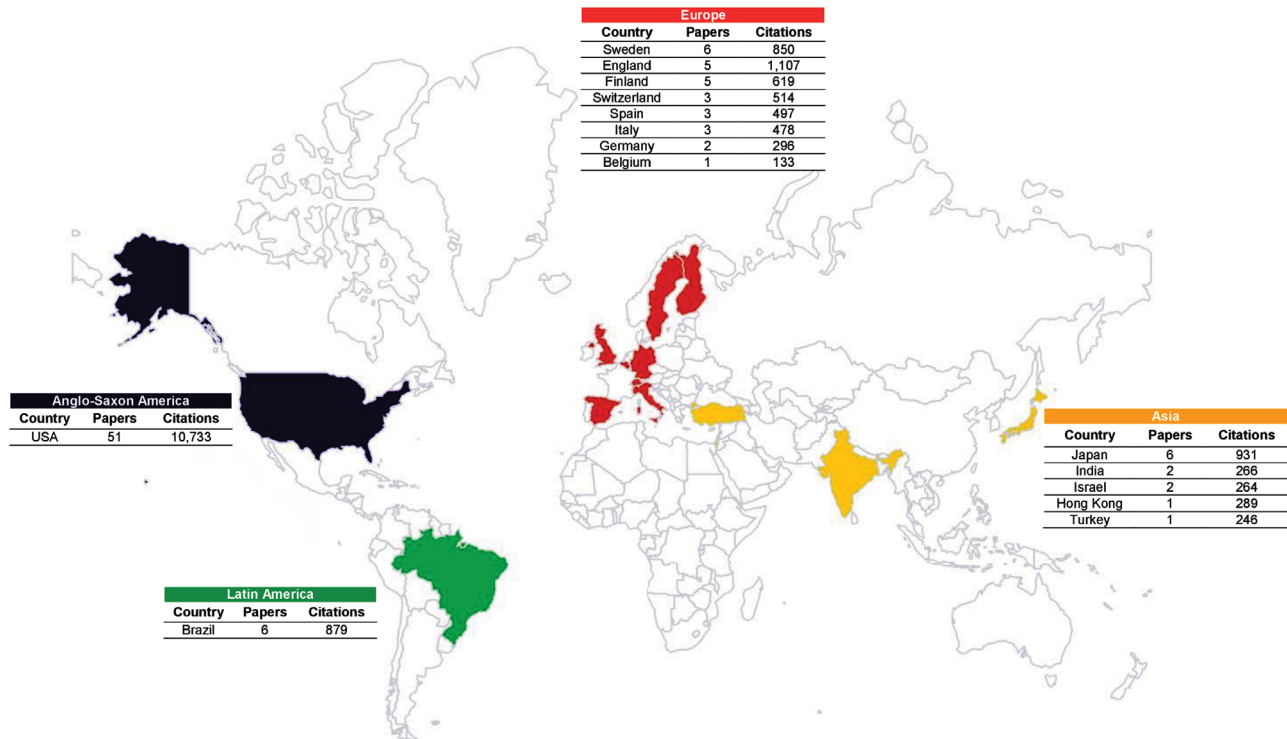 Europe
Country Papers Citations
Sweden 6 850
England 5 1,107
Finland 5 619
Switzerland 3 514
Spain 3 497
Italy 3 478
Germany 2 296
Belgium 1 133
Anglo-Saxon America
Country Papers Citations
USA 51 10,733
Asia
Country Papers Citations
Japan 6 931
India 2 266
Israel 2 264
Hong Kong 1 289
Turkey 1 246
Latin America
Country Papers Citations
Brazil 6 879